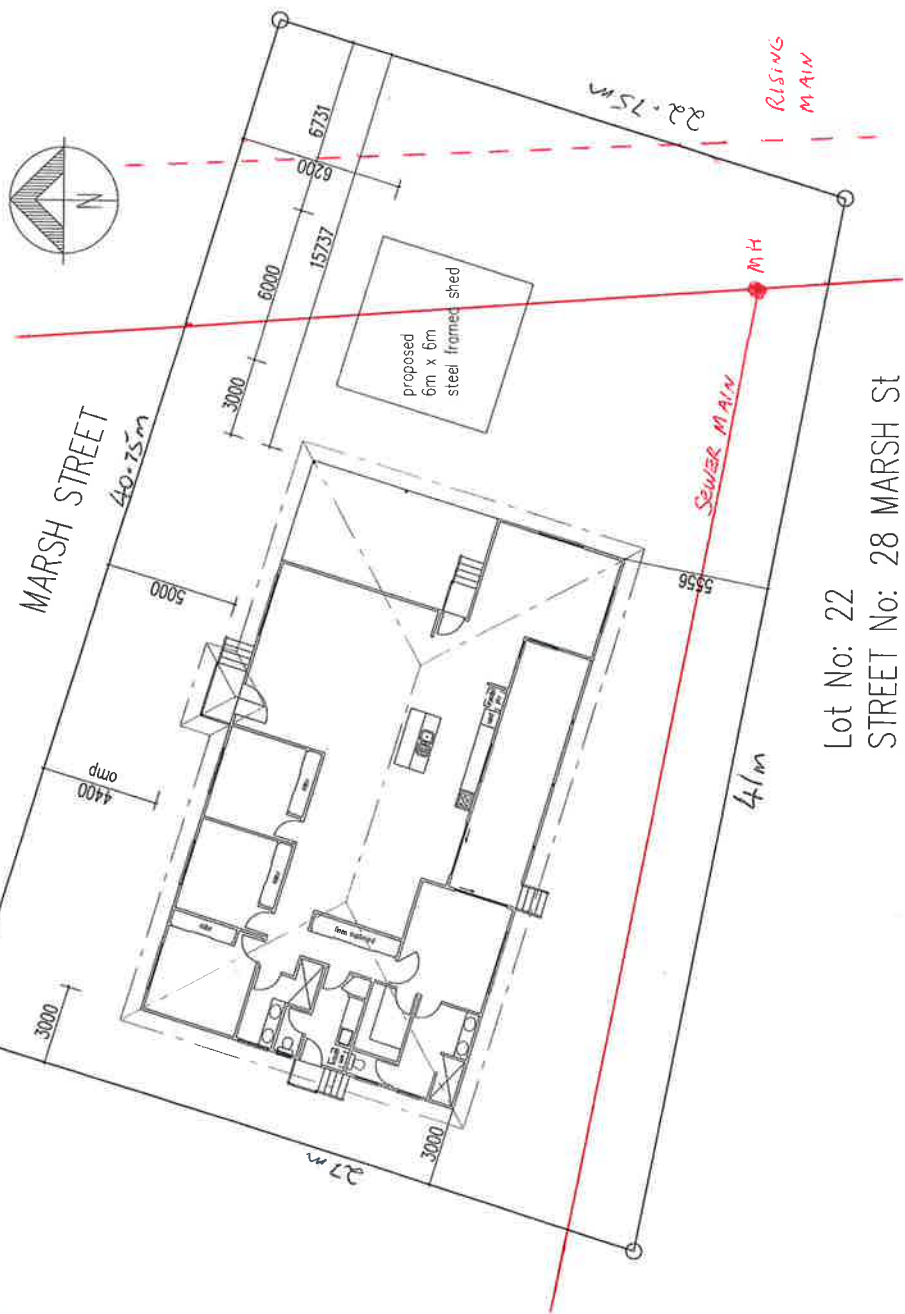 MARSH STREET
40.75m
N
6731
6200
6000
15737
3000
22.75m
I RISING
MAIN
proposed
6m x 6m
steel framed shed
5000
4400
omp
3000
MH
SEWER MAIN
5556
41m
27m
3000
Lot No: 22
STREET No: 28 MARSH St